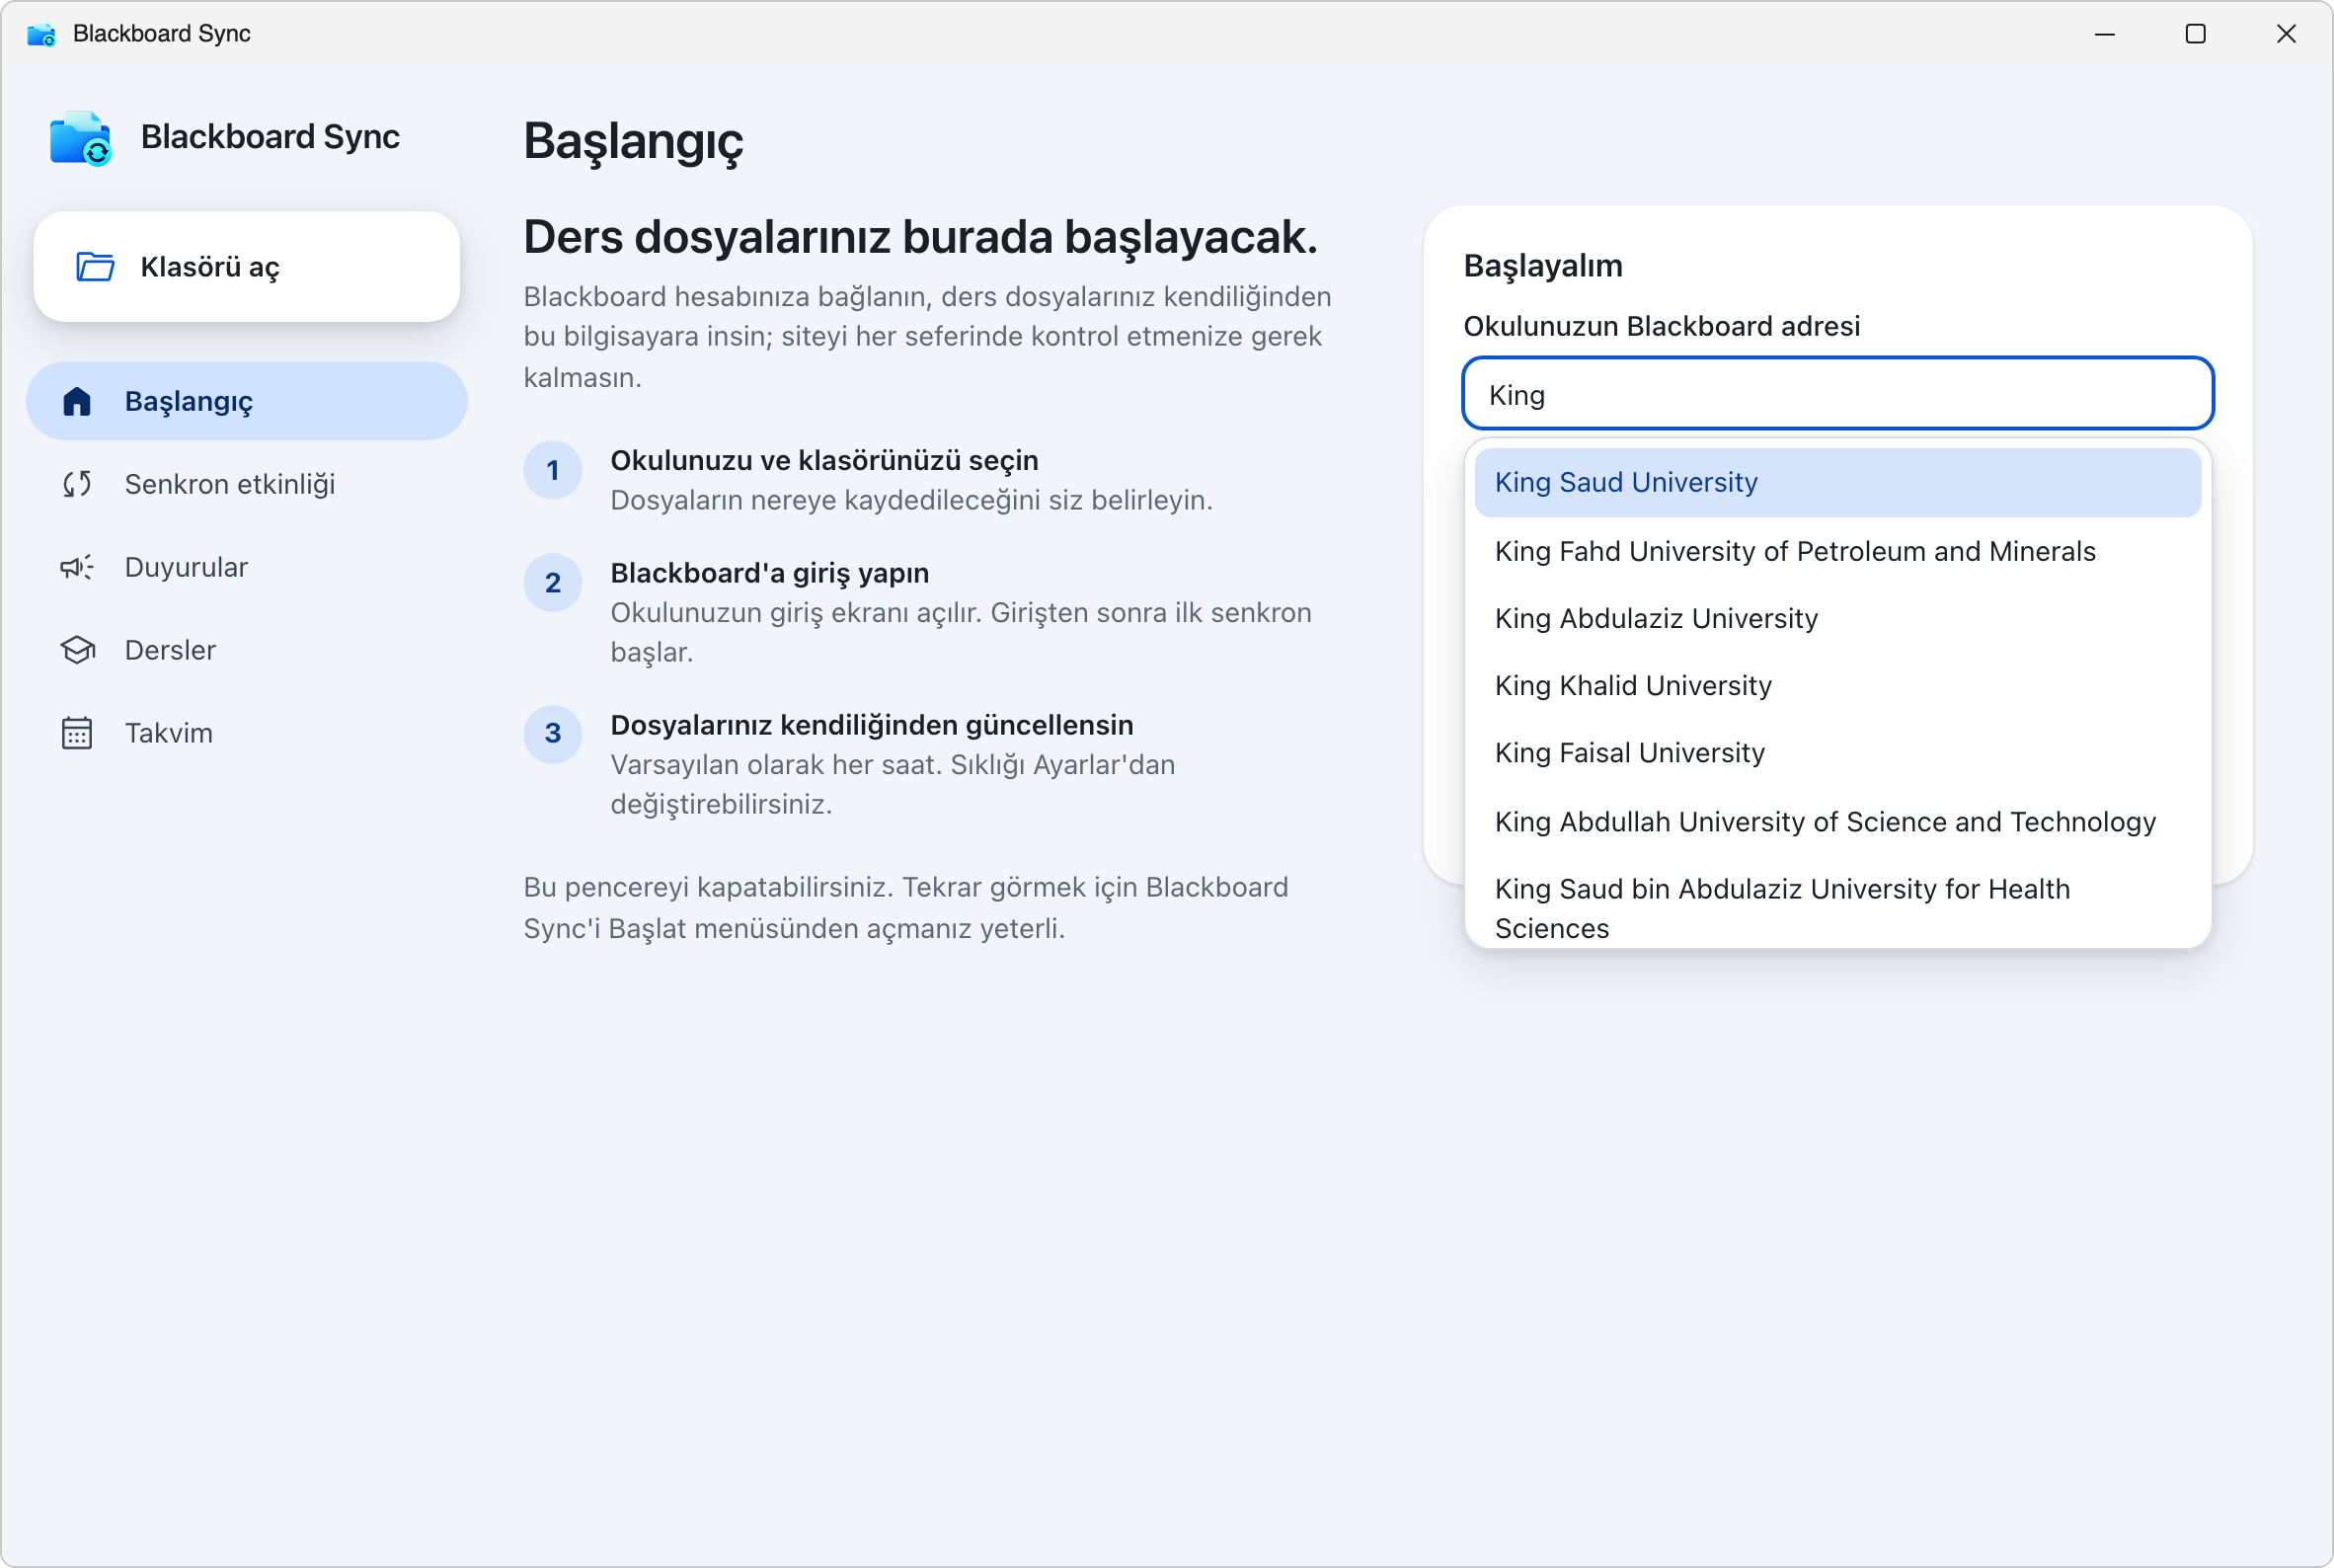 Blackboard Sync
Blackboard Sync
Klasörü aç
Başlangıç
Senkron etkinliği
Duyurular
Dersler
Takvim
Başlangıç
Ders dosyalarınız burada başlayacak.
Blackboard hesabınıza bağlanın, ders dosyalarınız kendiliğinden
bu bilgisayara insin; siteyi her seferinde kontrol etmenize gerek
kalmasın.
1
Okulunuzu ve klasörünüzü seçin
Dosyaların nereye kaydedileceğini siz belirleyin.
2
Blackboard'a giriş yapın
Okulunuzun giriş ekranı açılır. Girişten sonra ilk senkron
başlar.
3
Dosyalarınız kendiliğinden güncellensin
Varsayılan olarak her saat. Sıklığı Ayarlar'dan
değiştirebilirsiniz.
Bu pencereyi kapatabilirsiniz. Tekrar görmek için Blackboard
Sync'i Başlat menüsünden açmanız yeterli.
Başlayalım
Okulunuzun Blackboard adresi
King
King Saud University
King Fahd University of Petroleum and Minerals
King Abdulaziz University
King Khalid University
King Faisal University
King Abdullah University of Science and Technology
King Saud bin Abdulaziz University for Health
Sciences